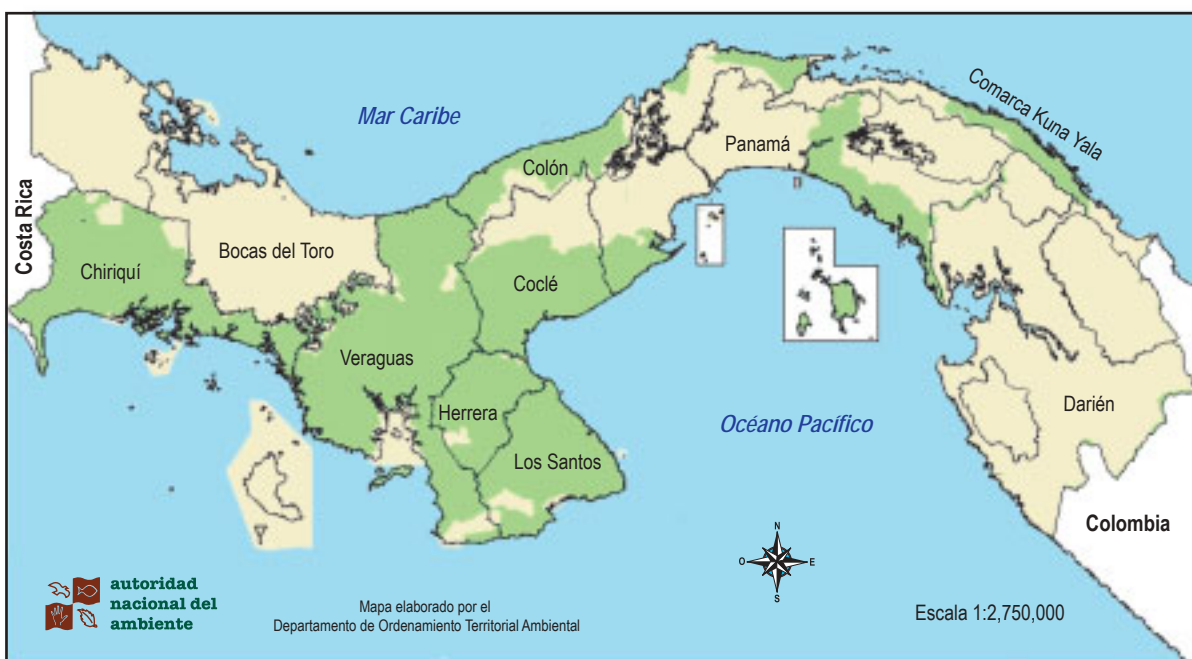 Mar Caribe
Comarca Kuna Yala
Panamá
Colón
Costa Rica
Bocas del Toro
Chiriquí
Coclé
Veraguas
Herrera
Darién
Océano Pacífico
Los Santos
Colombia
N
O
E
S
autoridad
nacional del
ambiente
Mapa elaborado por el
Departamento de Ordenamiento Territorial Ambiental
Escala 1:2,750,000